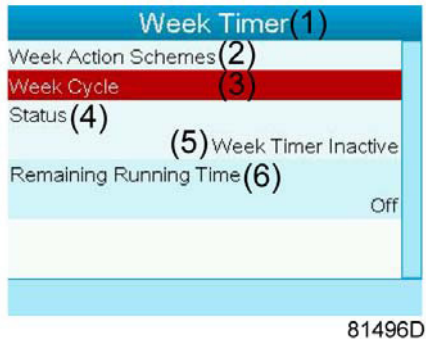 Week Timer(1)
Week Action Schemes(2)
Week Cycle (3)
Status(4)
(5)Week Timer Inactive
Remaining Running Time(6)
Off
81496D